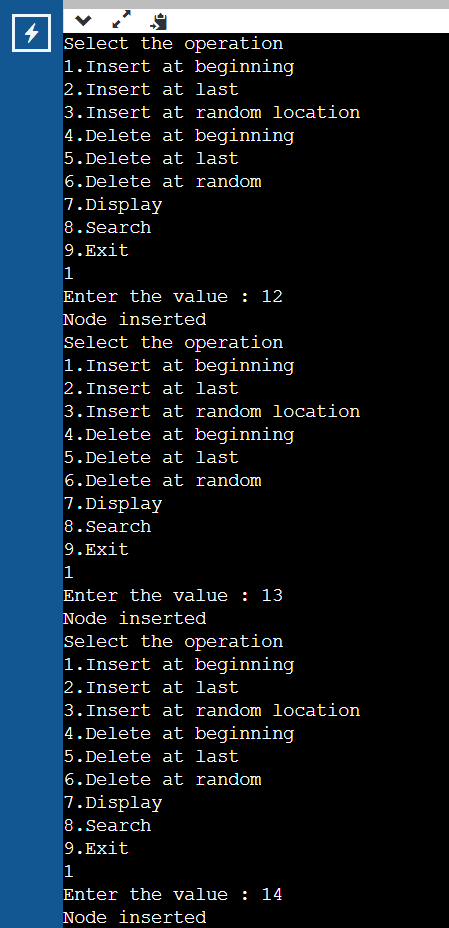 Select the operation
1.Insert at beginning
2.Insert at last
3.Insert at random location
4.Delete at beginning
5.Delete at last
6.Delete at random
7.Display
8.Search
9.Exit
1
Enter the value : 12
Node inserted
Select the operation
1.Insert at beginning
2.Insert at last
3.Insert at random location
4.Delete at beginning
5.Delete at last
6.Delete at random
7.Display
8.Search
9.Exit
1
Enter the value : 13
Node inserted
Select the operation
1.Insert at beginning
2.Insert at last
3.Insert at random location
4.Delete at beginning
5.Delete at last
6.Delete at random
7.Display
8.Search
9.Exit
1
Enter the value : 14
Node inserted